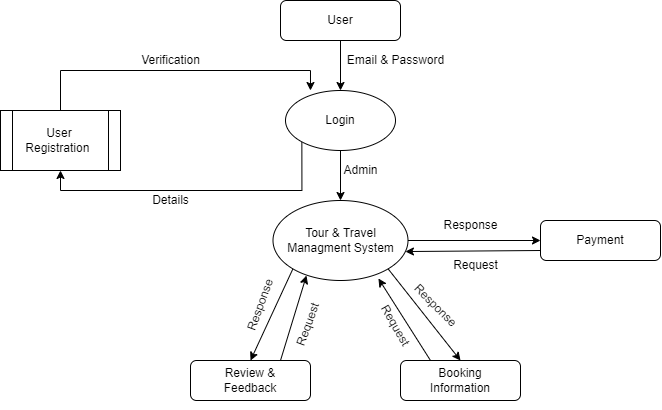 User
Verification
Email & Password
User
Registration
Login
Admin
Details
Tour & Travel
Managment System
Response
Payment
Request
Response
Request
Response
Request
Review &
Feedback
Booking
Information